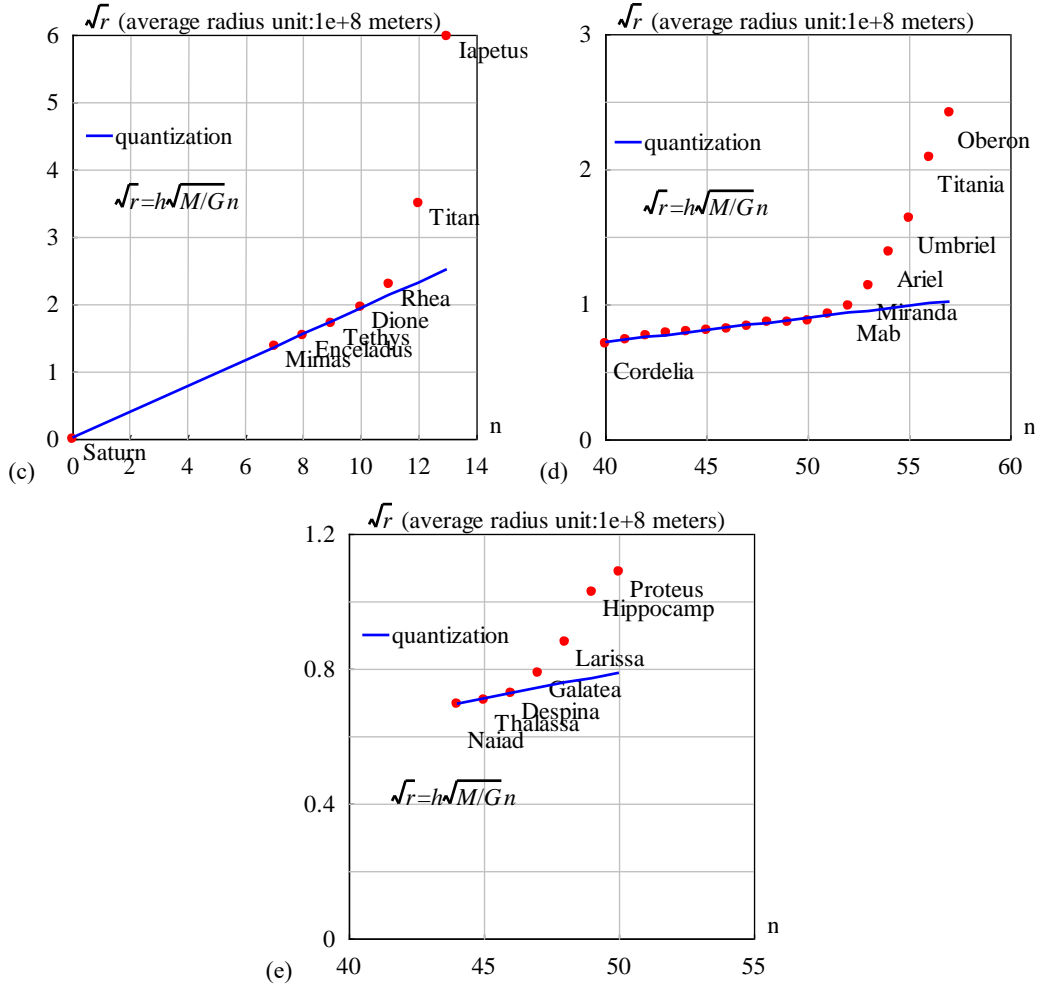 √r (average radius unit:1e+8 meters)
6
5
4
3
2
1
0
quantization
√r=h√M/Gn
Iapetus
Titan
Rhea
Dione
Tethys
Enceladus
Mimas
Saturn
n
0 2 4 6 8 10 12 14
(c)
√r (average radius unit:1e+8 meters)
3
2
1
0
quantization
√r=h√M/Gn
Oberon
Titania
Umbriel
Ariel
Miranda
Mab
Cordelia
n
40 45 50 55 60
(d)
√r (average radius unit:1e+8 meters)
1.2
0.8
0.4
0
quantization
Proteus
Hippocamp
Larissa
Galatea
Despina
Thalassa
Naiad
√r=h√M/Gn
n
40 45 50 55
(e)